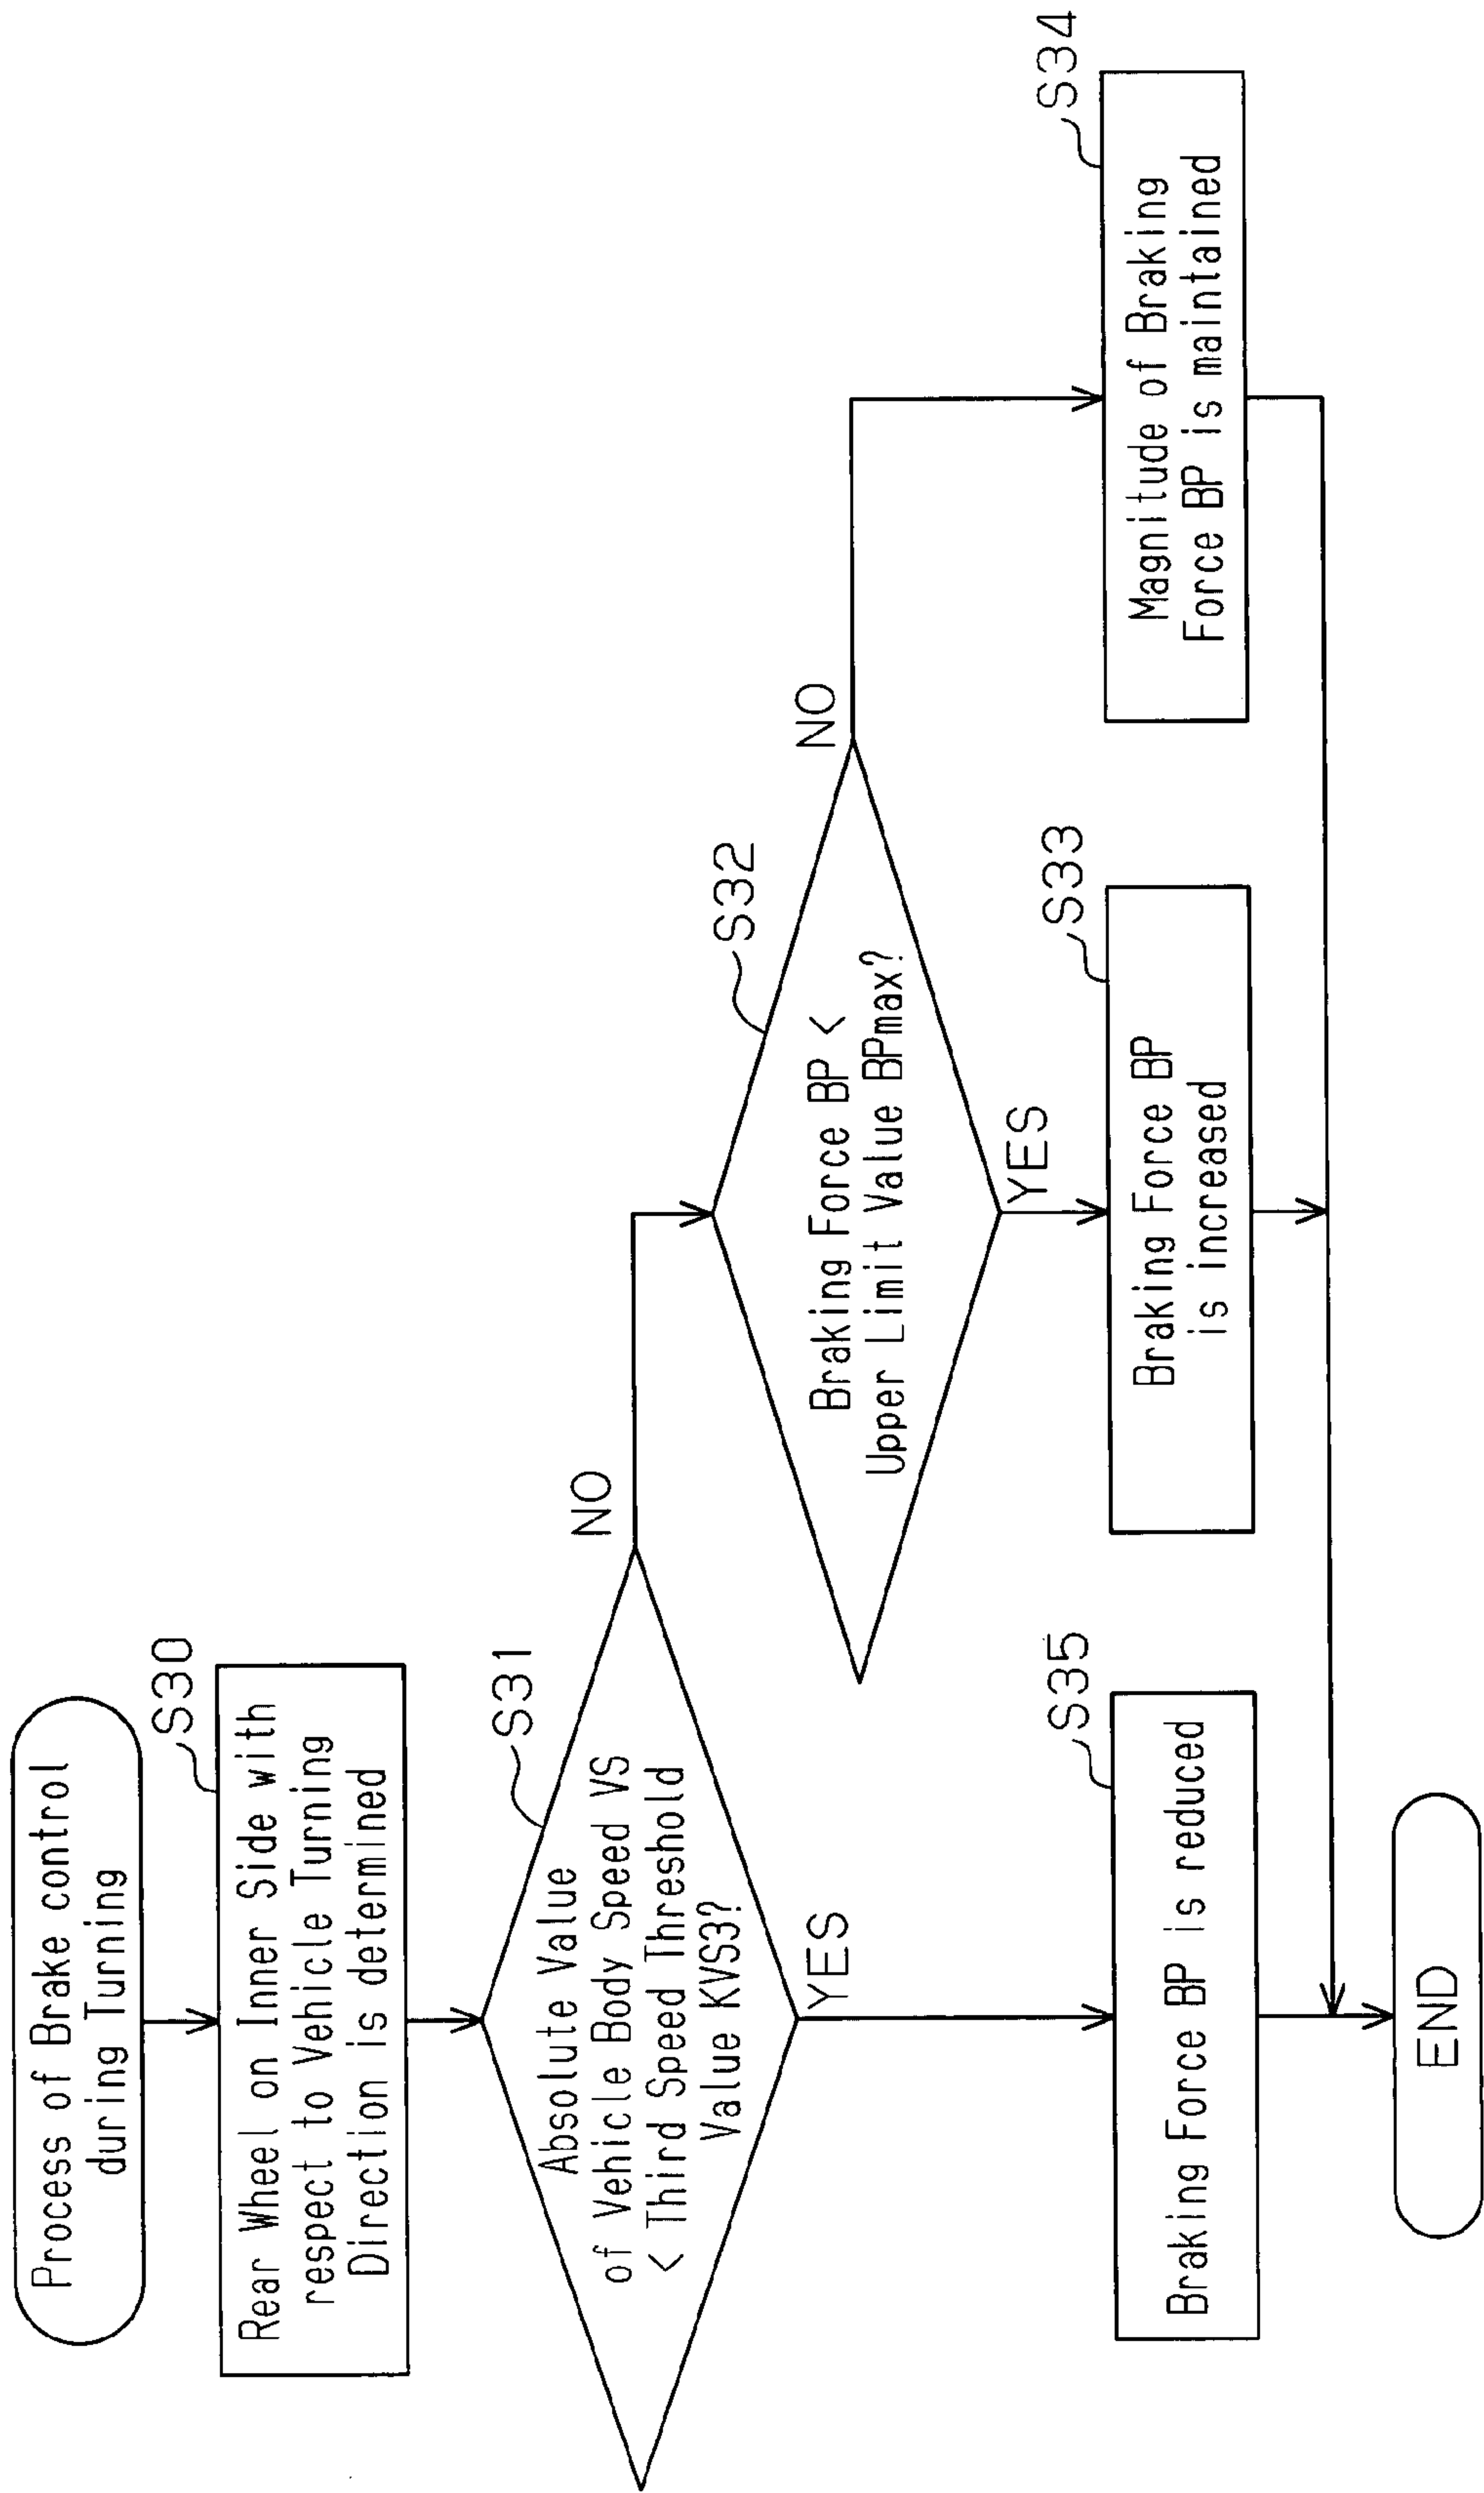 Process of Brake control
during Turning
S30
Rear Wheel on Inner Side with
respect to Vehicle Turning
Direction is determined
S31
Absolute Value
of Vehicle Body Speed VS
< Third Speed Threshold
Value KVS3?
NO
YES
S32
Braking Force BP <
Upper Limit Value BPmax?
NO
YES
S35
Braking Force BP is reduced
S33
Braking Force BP
is increased
S34
Magnitude of Braking
Force BP is maintained
END